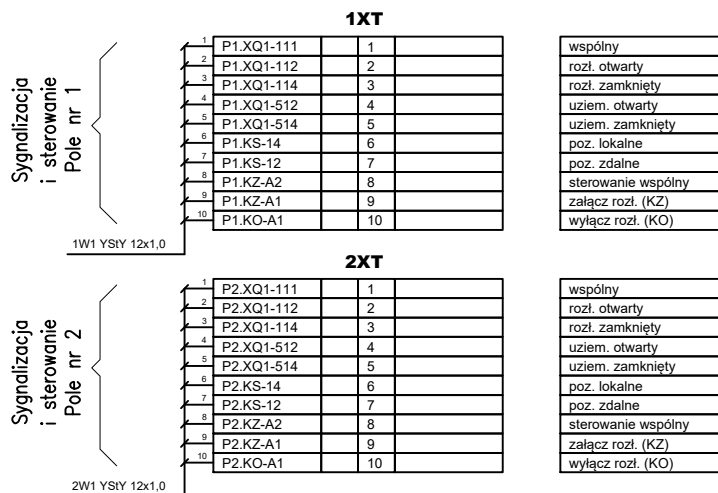 1XT
1 P1.XQ1-111 1 wspólny
2 P1.XQ1-112 2 rozł. otwarty
3 P1.XQ1-114 3 rozł. zamknięty
4 P1.XQ1-512 4 uziem. otwarty
5 P1.XQ1-514 5 uziem. zamknięty
6 P1.KS-14 6 poz. lokalne
7 P1.KS-12 7 poz. zdalne
8 P1.KZ-A2 8 sterowanie wspólny
9 P1.KZ-A1 9 załącz rozł. (KZ)
10 P1.KO-A1 10 wyłącz rozł. (KO)
Sygnalizacja
i sterowanie
Pole nr 1
1W1 YStY 12x1,0
2XT
1 P2.XQ1-111 1 wspólny
2 P2.XQ1-112 2 rozł. otwarty
3 P2.XQ1-114 3 rozł. zamknięty
4 P2.XQ1-512 4 uziem. otwarty
5 P2.XQ1-514 5 uziem. zamknięty
6 P2.KS-14 6 poz. lokalne
7 P2.KS-12 7 poz. zdalne
8 P2.KZ-A2 8 sterowanie wspólny
9 P2.KZ-A1 9 załącz rozł. (KZ)
10 P2.KO-A1 10 wyłącz rozł. (KO)
Sygnalizacja
i sterowanie
Pole nr 2
2W1 YStY 12x1,0